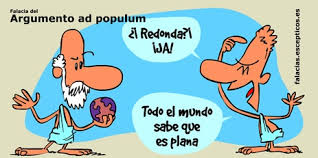 Falacia del
Argumento ad populum
¿¡Redonda?!
¡JA!
Todo el mundo
sabe que
es plana
falacias.escepticos.es